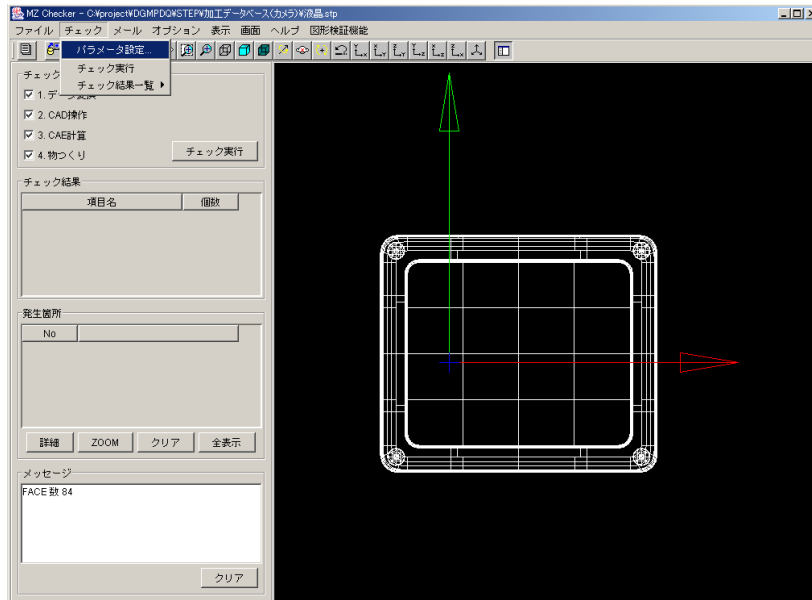 MZ Checker - C:¥project¥DGMPDQ¥STEP¥加工データベース(カメラ)¥液晶.stp
ファイル チェック メール オプション 表示 画面 ヘルプ 図形検証機能
パラメータ設定...
チェック実行
チェック結果一覧
チェック
1. データ変換
2. CAD操作
3. CAE計算
4. 物つくり
チェック実行
チェック結果
項目名 個数
発生箇所
No
詳細 ZOOM クリア 全表示
メッセージ
FACE 数 84
クリア